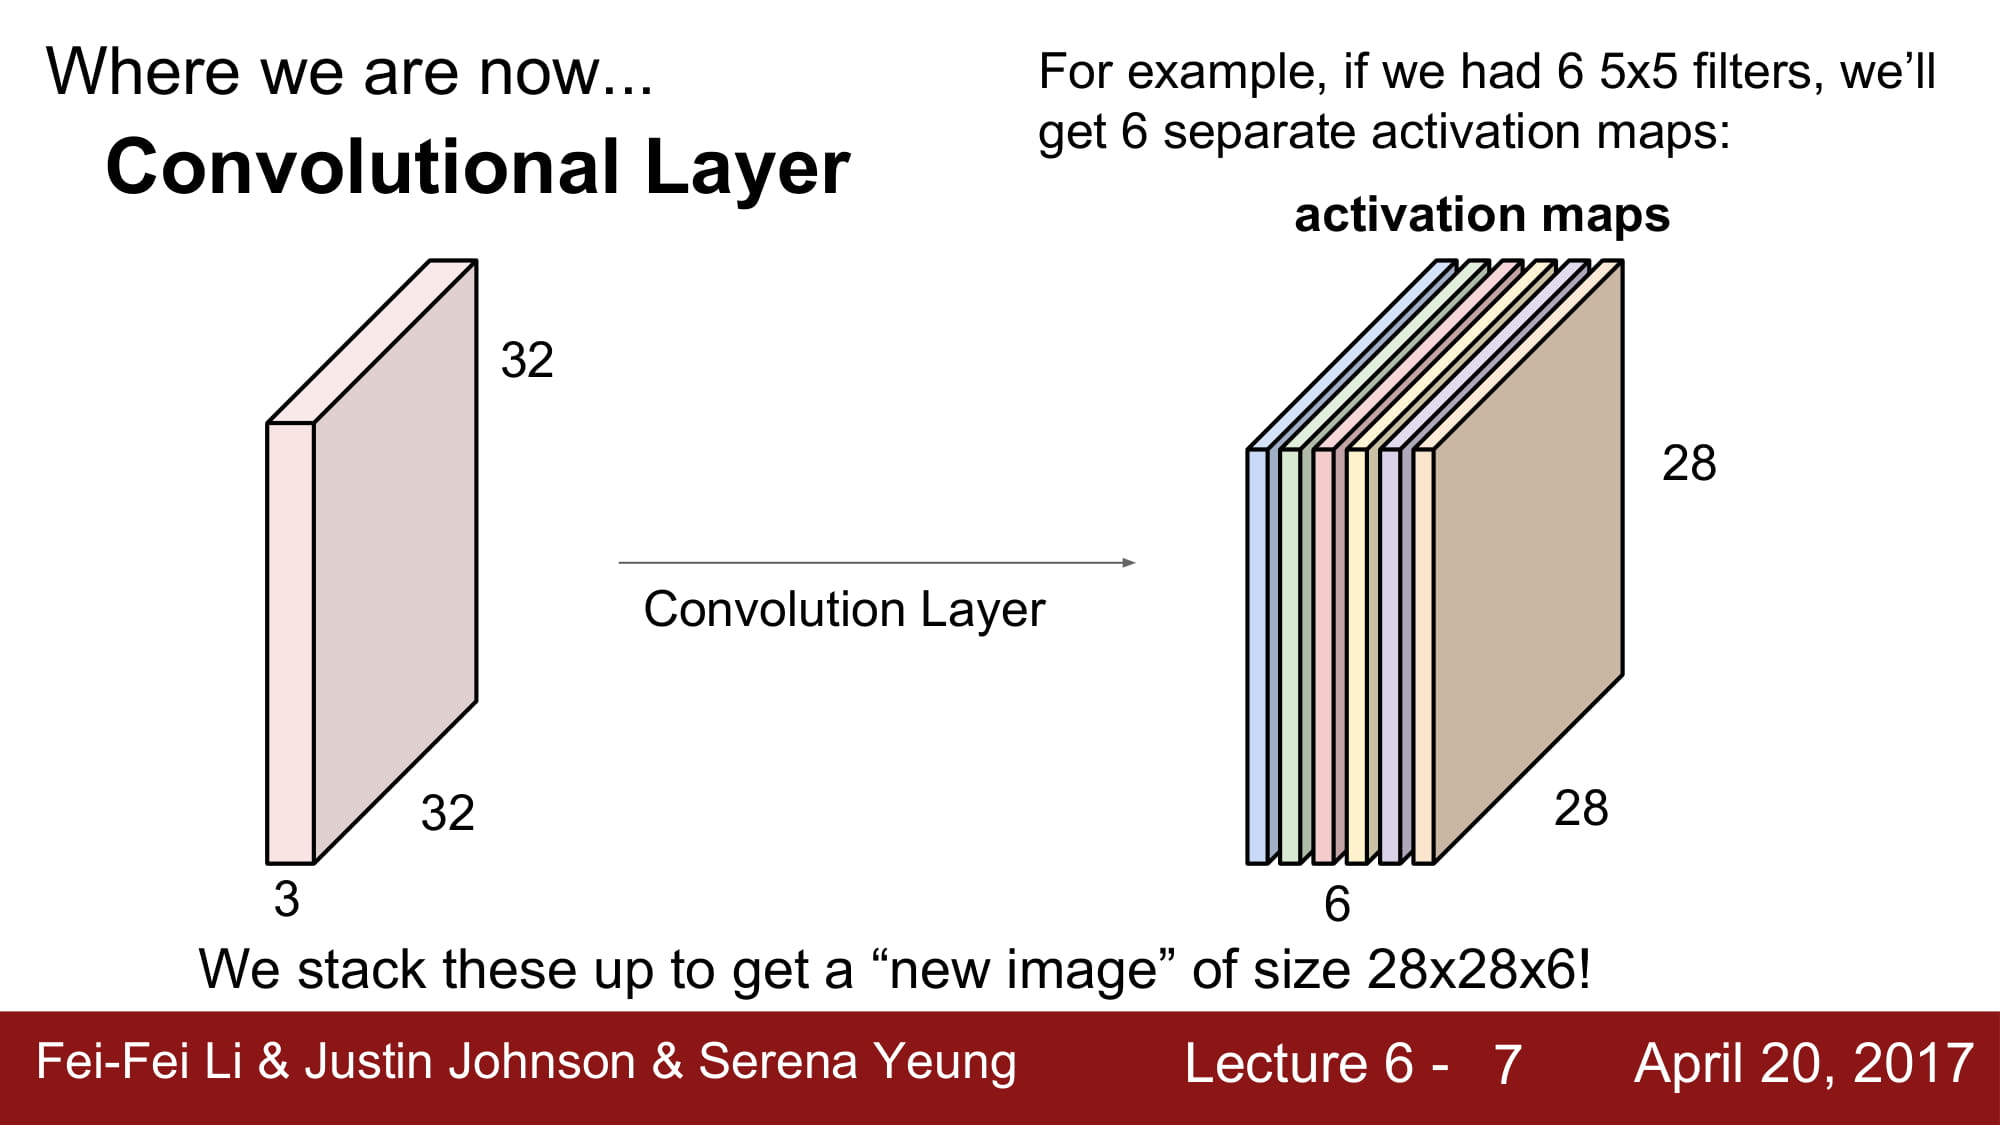 Where we are now...
Convolutional Layer
For example, if we had 6 5x5 filters, we’ll
get 6 separate activation maps:
activation maps
32
32
3
Convolution Layer
28
28
6
We stack these up to get a “new image” of size 28x28x6!
Fei-Fei Li & Justin Johnson & Serena Yeung
Lecture 6 - 7
April 20, 2017